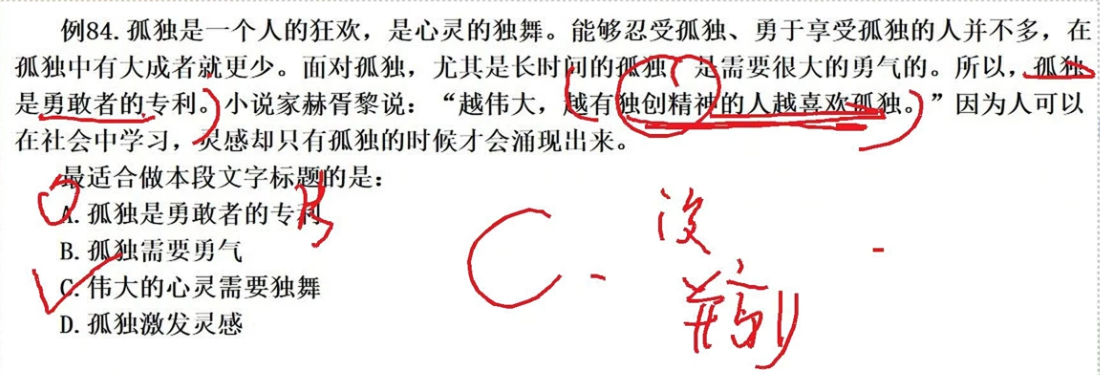 例84.孤独是一个人的狂欢，是心灵的独舞。能够忍受孤独、勇于享受孤独的人并不多，在
孤独中有大成者就更少。面对孤独，尤其是长时间的孤独，是需要很大的勇气的。所以，孤独
是勇敢者的专利。小说家赫胥黎说：“越伟大，越有独创精神的人越喜欢孤独。”因为人可以
在社会中学习，灵感却只有孤独的时候才会涌现出来。
最适合做本段文字标题的是：
A.孤独是勇敢者的专利
B.孤独需要勇气
C.伟大的心灵需要独舞
D.孤独激发灵感
C
没